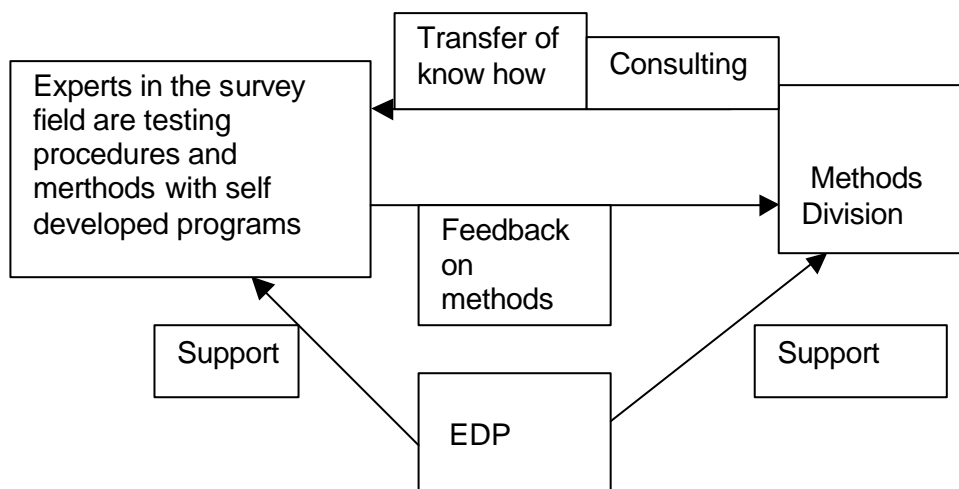 Transfer of
know how
Consulting
Experts in the survey
field are testing
procedures and
merthods with self
developed programs
Methods
Division
Feedback
on
methods
Support
Support
EDP